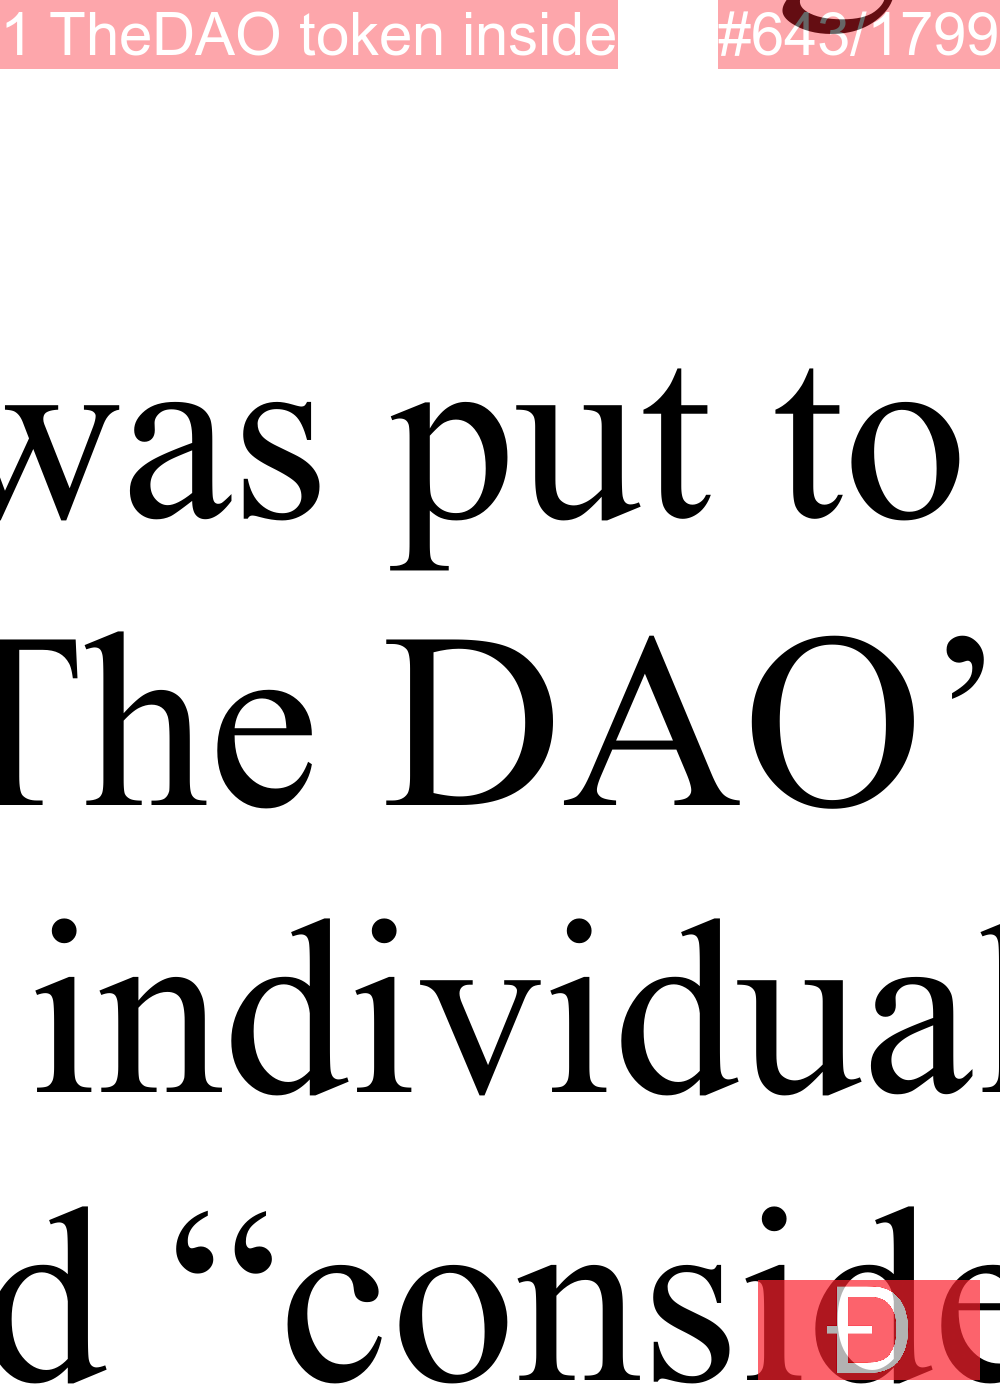 1 TheDAO token inside #643/1799
was put to
The DAO’
individual
d “conside
Đ